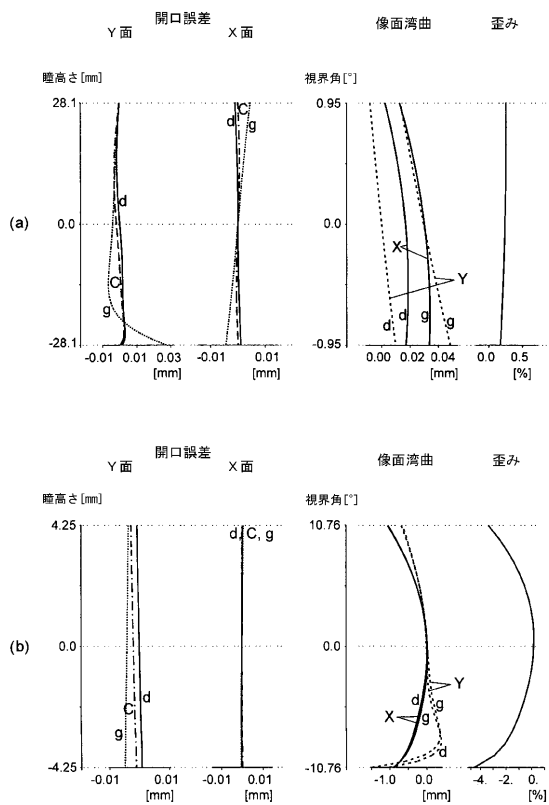 開口誤差
Y 面 X 面
像面湾曲 歪み
瞳高さ[mm] 視界角[°]
28.1 0.95
C
d g
d
(a) 0.0 0.0
X
Y
C
g
d d g g
-28.1 -0.95
-0.01 0.01 0.03 -0.01 0.01 0.00 0.02 0.04 0.0 0.5
[mm] [mm] [mm] [%]
開口誤差
Y 面 X 面
像面湾曲 歪み
瞳高さ[mm] 視界角[°]
4.25 10.76
d, C, g
(b) 0.0 0.0
Y
d g
C d
X g
g
d
-4.25 -10.76
-0.01 0.01 -0.01 0.01 -1.0 0.0 -4. -2. 0.
[mm] [mm] [mm] [%]